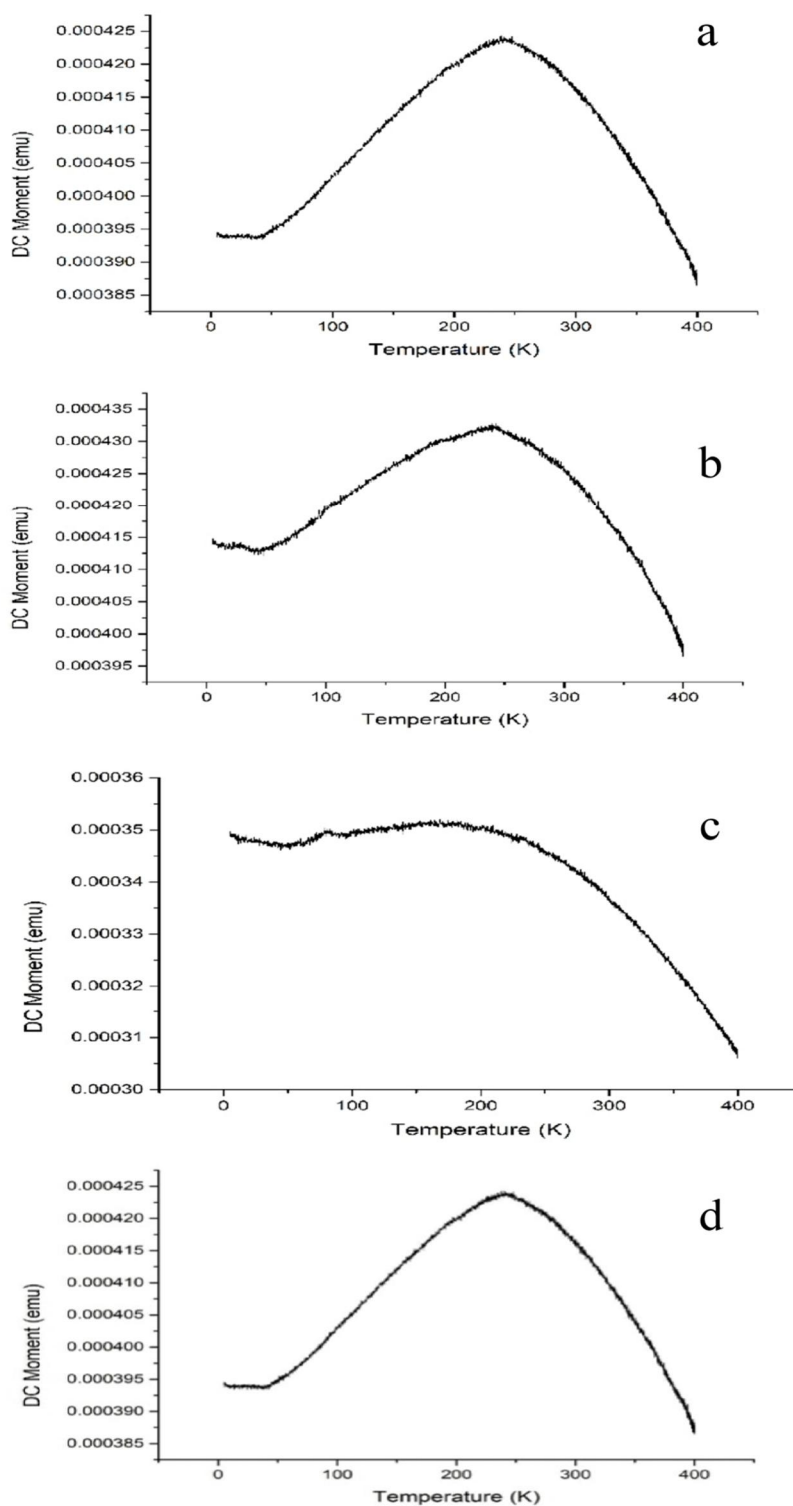 a
DC Moment (emu)
0.000425
0.000420
0.000415
0.000410
0.000405
0.000400
0.000395
0.000390
0.000385
0 100 200 300 400
Temperature (K)
b
DC Moment (emu)
0.000435
0.000430
0.000425
0.000420
0.000415
0.000410
0.000405
0.000400
0.000395
0 100 200 300 400
Temperature (K)
c
DC Moment (emu)
0.00036
0.00035
0.00034
0.00033
0.00032
0.00031
0.00030
0 100 200 300 400
Temperature (K)
d
DC Moment (emu)
0.000425
0.000420
0.000415
0.000410
0.000405
0.000400
0.000395
0.000390
0.000385
0 100 200 300 400
Temperature (K)